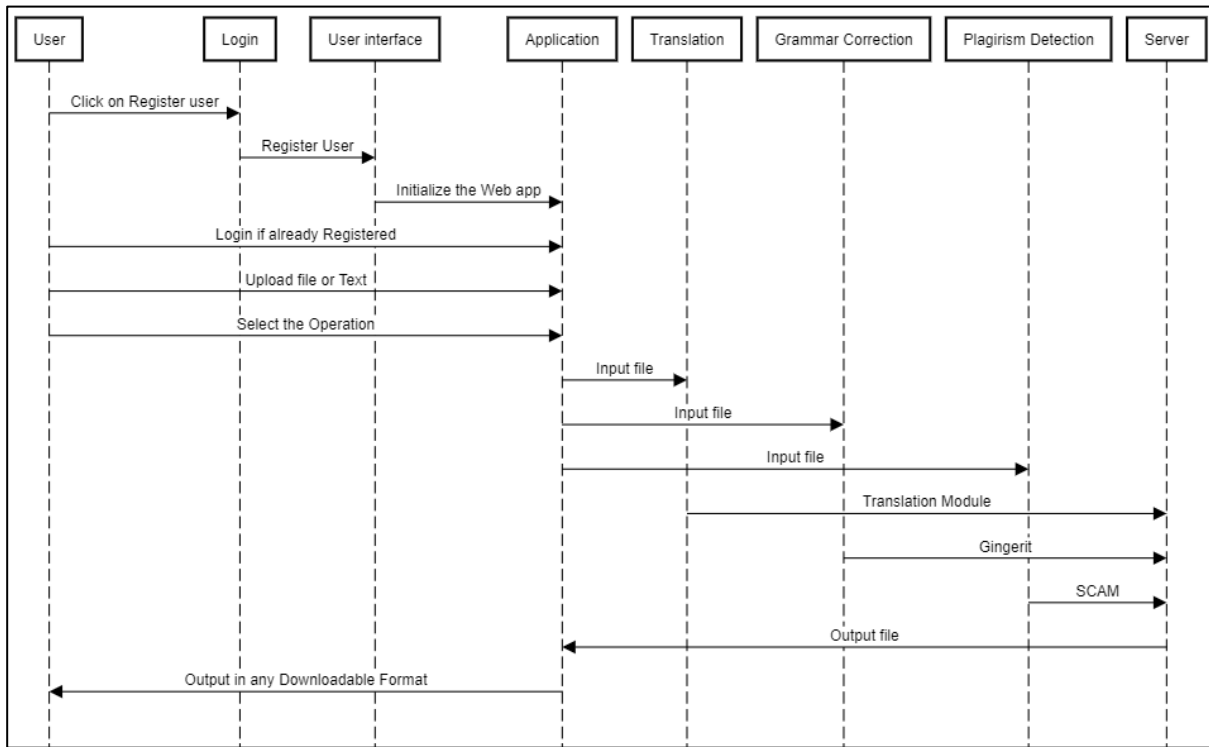 User
Login
User interface
Application
Translation
Grammar Correction
Plagirism Detection
Server
Click on Register user
Register User
Initialize the Web app
Login if already Registered
Upload file or Text
Select the Operation
Input file
Input file
Input file
Translation Module
Gingerit
SCAM
Output file
Output in any Downloadable Format